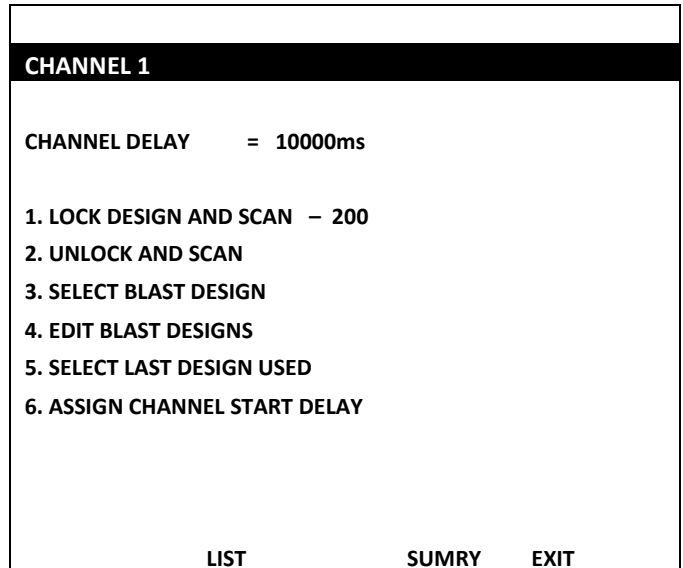 CHANNEL 1
CHANNEL DELAY = 10000ms
1. LOCK DESIGN AND SCAN – 200
2. UNLOCK AND SCAN
3. SELECT BLAST DESIGN
4. EDIT BLAST DESIGNS
5. SELECT LAST DESIGN USED
6. ASSIGN CHANNEL START DELAY
LIST SUMRY EXIT